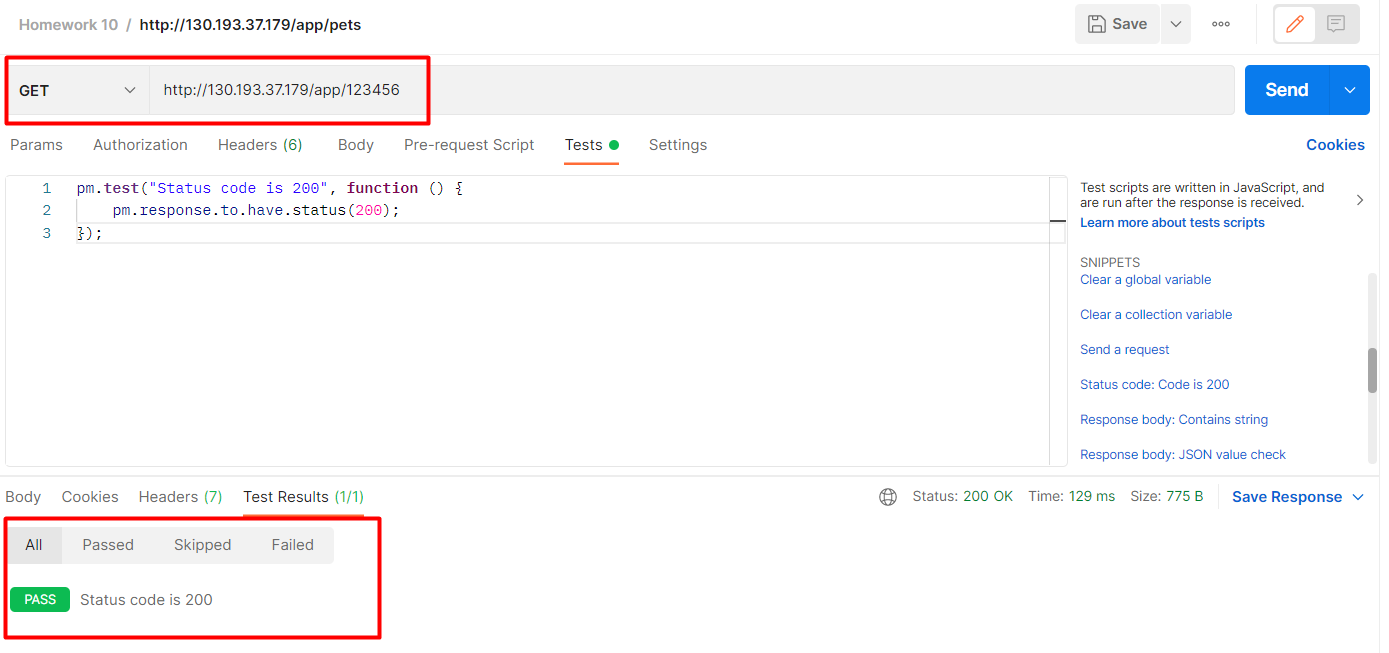 Homework 10 / http://130.193.37.179/app/pets
Save
GET http://130.193.37.179/app/123456
Send
Params Authorization Headers (6) Body Pre-request Script Tests Settings
Cookies
1 pm.test("Status code is 200", function () {
2 pm.response.to.have.status(200);
3 });
Test scripts are written in JavaScript, and
are run after the response is received.
Learn more about tests scripts
SNIPPETS
Clear a global variable
Clear a collection variable
Send a request
Status code: Code is 200
Response body: Contains string
Response body: JSON value check
Body Cookies Headers (7) Test Results (1/1)
Status: 200 OK Time: 129 ms Size: 775 B
Save Response
All Passed Skipped Failed
PASS Status code is 200